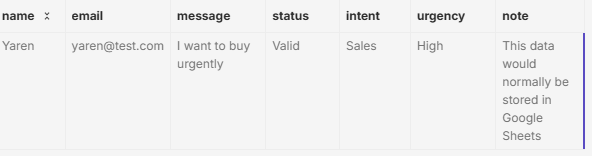 name email message status intent urgency note
Yaren yaren@test.com I want to buy Valid Sales High This data
urgently would
normally be
stored in
Google
Sheets